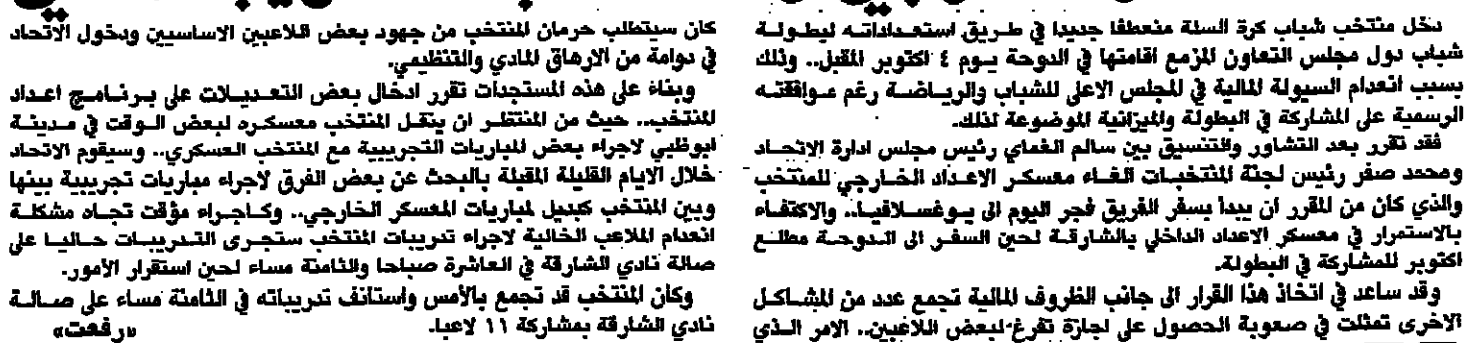 دخل منتخب شباب كرة السلة منعطفا جديدا في طريق استعداداته لبطولة
شباب دول مجلس التعاون المزمع اقامتها في الدوحة يوم ٤ اكتوبر المقبل.. وذلك
بسبب انعدام السيولة المالية في المجلس الاعلى للشباب والرياضة رغم موافقته
الرسمية على المشاركة في البطولة والميزانية الموضوعة لذلك.
فقد تقرر بعد التشاور والتنسيق بين سالم الغماي رئيس مجلس ادارة الاتحاد
ومحمد صقر رئيس لجنة المنتخبات الغاء معسكر الاعداد الخارجي للمنتخب
والذي كان من المقرر ان يبدا بسفر الفريق فجر اليوم الى يوغسلافيا.. والاكتفاء
بالاستمرار في معسكر الاعداد الداخلي بالشارقة لحين السفر الى الدوحة مطلع
اكتوبر للمشاركة في البطولة.
وقد ساعد في اتخاذ هذا القرار الى جانب الظروف المالية تجمع عدد من المشاكل
الاخرى تمثلت في صعوبة الحصول على اجازة تفرغ لبعض اللاعبين.. الامر الذي
كان سيتطلب حرمان المنتخب من جهود بعض اللاعبين الاساسيين ودخول الاتحاد
في دوامة من الارهاق المادي والتنظيمي.
وبناء على هذه المستجدات تقرر ادخال بعض التعديلات على برنامج اعداد
المنتخب.. حيث من المنتظر ان ينقل المنتخب معسكره لبعض الوقت في مدينة
ابوظبي لاجراء بعض المباريات التجريبية مع المنتخب العسكري.. وسيقوم الاتحاد
خلال الايام القليلة المقبلة بالبحث عن بعض الفرق لاجراء مباريات تجريبية بينها
وبين المنتخب كبديل لمباريات المعسكر الخارجي.. وكاجراء مؤقت تجاه مشكلة
انعدام الملاعب الخالية لاجراء تدريبات المنتخب ستجرى التدريبات حاليا على
صالة نادي الشارقة في العاشرة صباحا والثامنة مساء لحين استقرار الأمور.
وكان المنتخب قد تجمع بالأمس واستانف تدريباته في الثامنة مساء على صالة
نادي الشارقة بمشاركة ١١ لاعبا.
«رفعت»